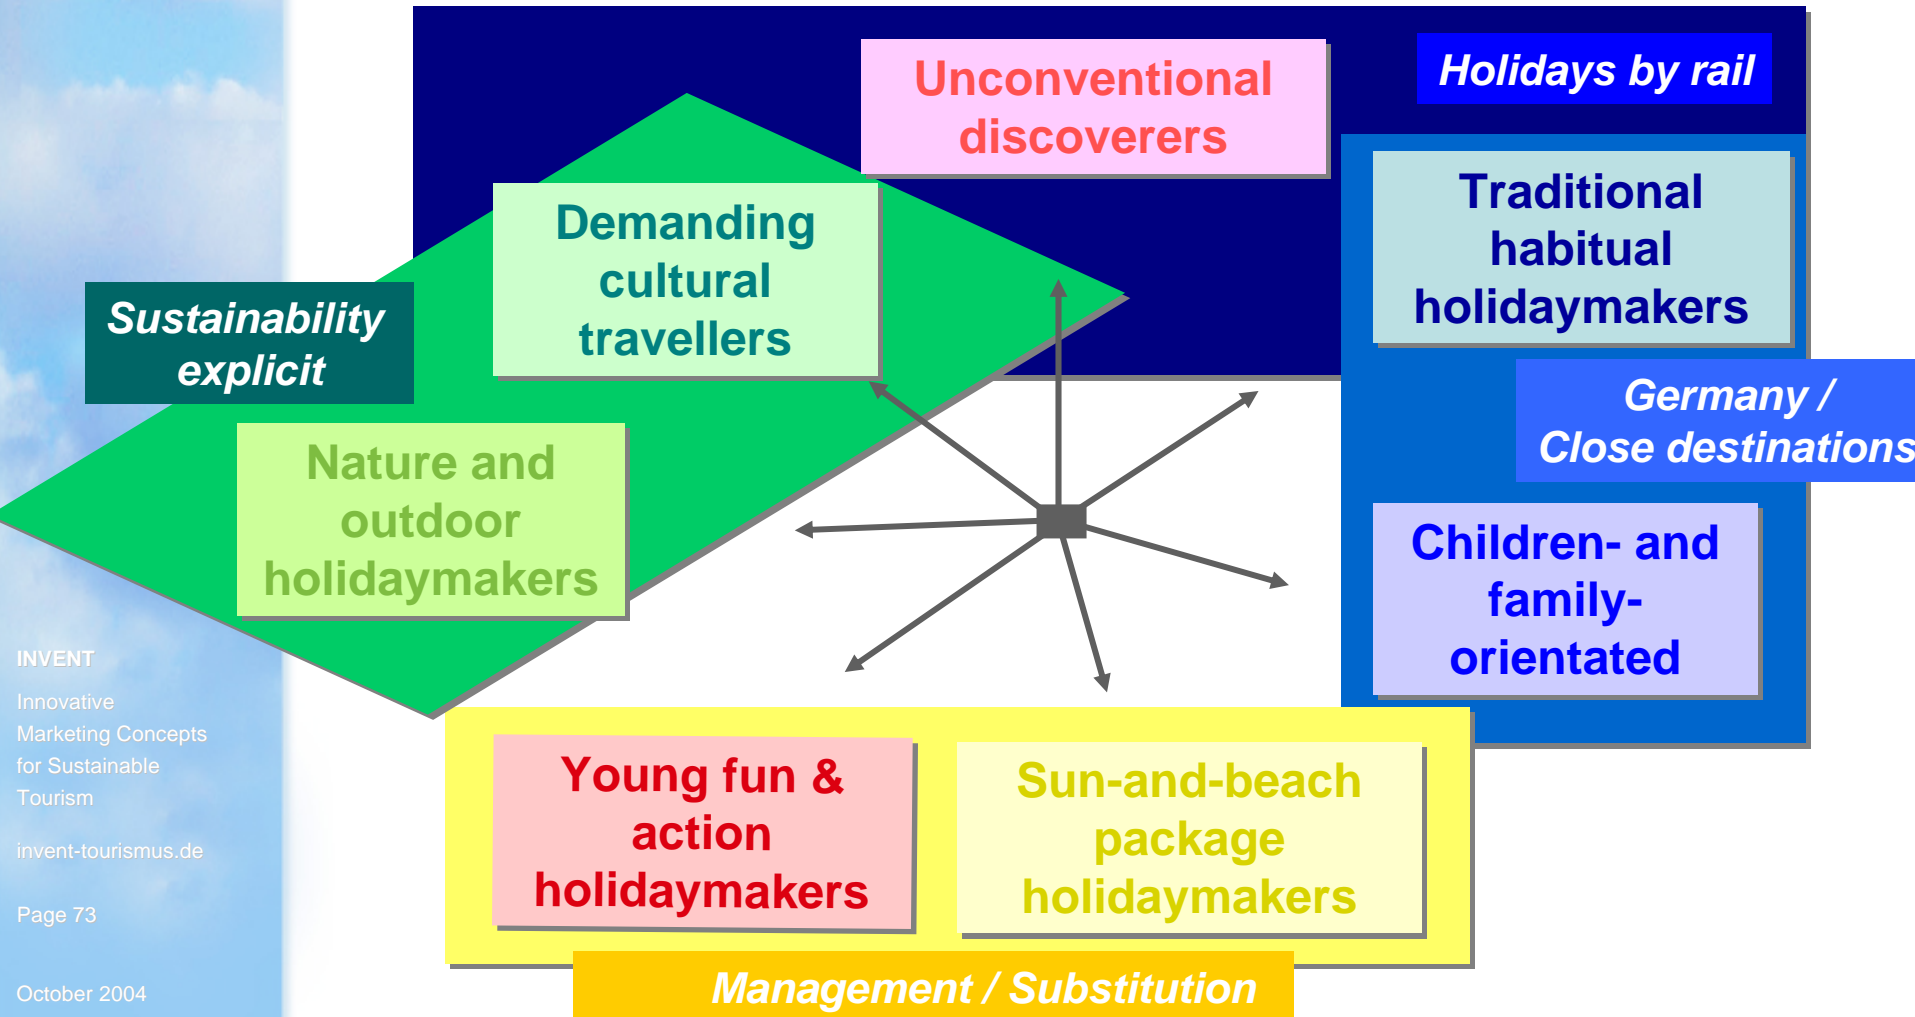 Unconventional
discoverers
Holidays by rail
Demanding
cultural
travellers
Traditional
habitual
holidaymakers
Sustainability
explicit
Germany /
Close destinations
Nature and
outdoor
holidaymakers
Children- and
family-
orientated
Young fun &
action
holidaymakers
Sun-and-beach
package
holidaymakers
Management / Substitution
INVENT
Innovative
Marketing Concepts
for Sustainable
Tourism
invent-tourismus.de
Page 73
October 2004